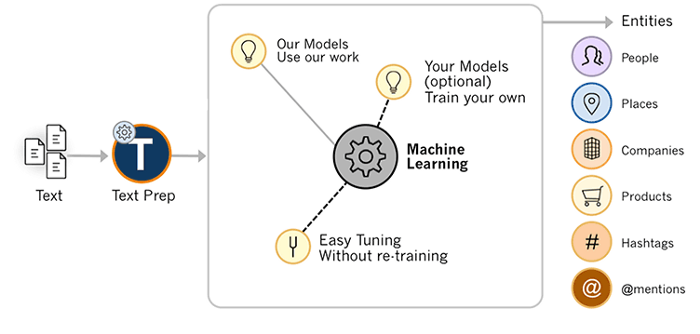 Entities
Our Models
Use our work
Your Models
(optional)
Train your own
People
Places
T
Machine
Learning
Companies
Text
Text Prep
Products
Easy Tuning
Without re-training
#
Hashtags
@
@mentions